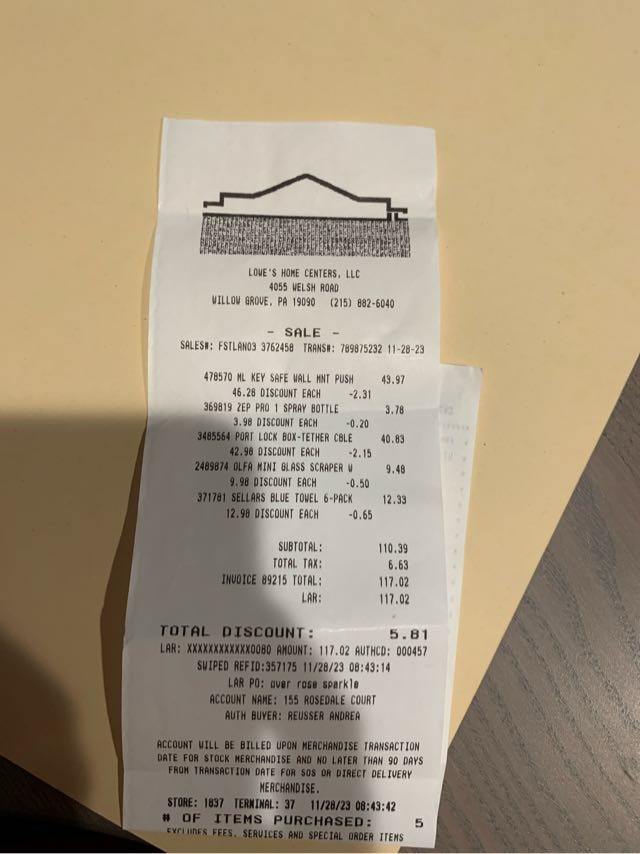 LOWE'S HOME CENTERS, LLC
4055 WELSH ROAD
WILLOW GROVE, PA 19090 (215) 882-6040
- SALE -
SALES#: FSTLAN03 3762458 TRANS#: 789875232 11-28-23
478570 ML KEY SAFE WALL MNT PUSH 43.97
46.28 DISCOUNT EACH -2.31
369819 ZEP PRO 1 SPRAY BOTTLE 3.78
3.98 DISCOUNT EACH -0.20
3485564 PORT LOCK BOX-TETHER CBLE 40.83
42.98 DISCOUNT EACH -2.15
2489874 OLFA MINI GLASS SCRAPER W 9.48
9.98 DISCOUNT EACH -0.50
371781 SELLARS BLUE TOWEL 6-PACK 12.33
12.98 DISCOUNT EACH -0.65
SUBTOTAL: 110.39
TOTAL TAX: 6.63
INVOICE 89215 TOTAL: 117.02
LAR: 117.02
TOTAL DISCOUNT: 5.81
LAR: XXXXXXXXXXXX0080 AMOUNT: 117.02 AUTHCD: 000457
SWIPED REFID:357175 11/28/23 08:43:14
LAR PO: over rose sparkle
ACCOUNT NAME: 155 ROSEDALE COURT
AUTH BUYER: REUSSER ANDREA
ACCOUNT WILL BE BILLED UPON MERCHANDISE TRANSACTION
DATE FOR STOCK MERCHANDISE AND NO LATER THAN 90 DAYS
FROM TRANSACTION DATE FOR SOS OR DIRECT DELIVERY
MERCHANDISE.
STORE: 1837 TERMINAL: 37 11/28/23 08:43:42
# OF ITEMS PURCHASED: 5
EXCLUDES FEES, SERVICES AND SPECIAL ORDER ITEMS